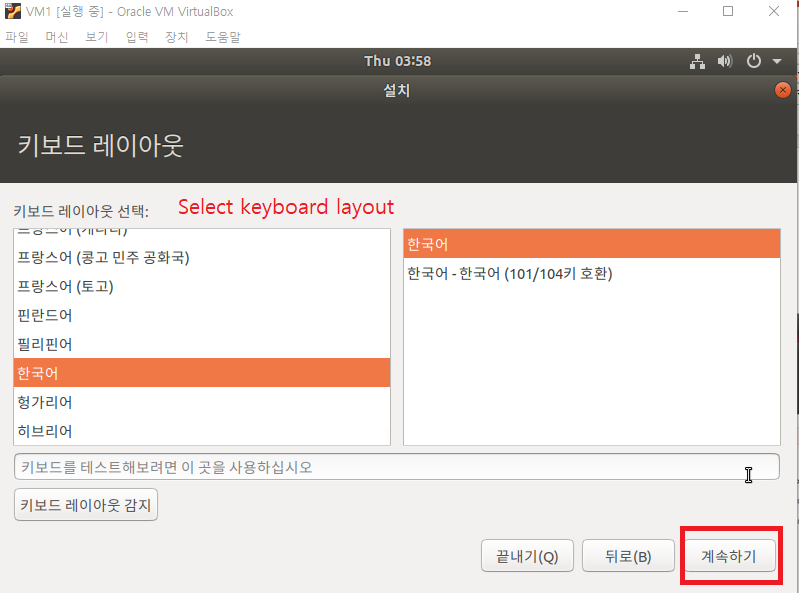 VM1 [실행 중] - Oracle VM VirtualBox
파일 머신 보기 입력 장치 도움말
Thu 03:58
설치
키보드 레이아웃
키보드 레이아웃 선택: Select keyboard layout
프랑스어 (캐나다)
프랑스어 (콩고 민주 공화국)
프랑스어 (토고)
핀란드어
필리핀어
한국어
헝가리어
히브리어
한국어
한국어 - 한국어 (101/104키 호환)
키보드를 테스트해보려면 이 곳을 사용하십시오
키보드 레이아웃 감지
끝내기(Q) 뒤로(B) 계속하기